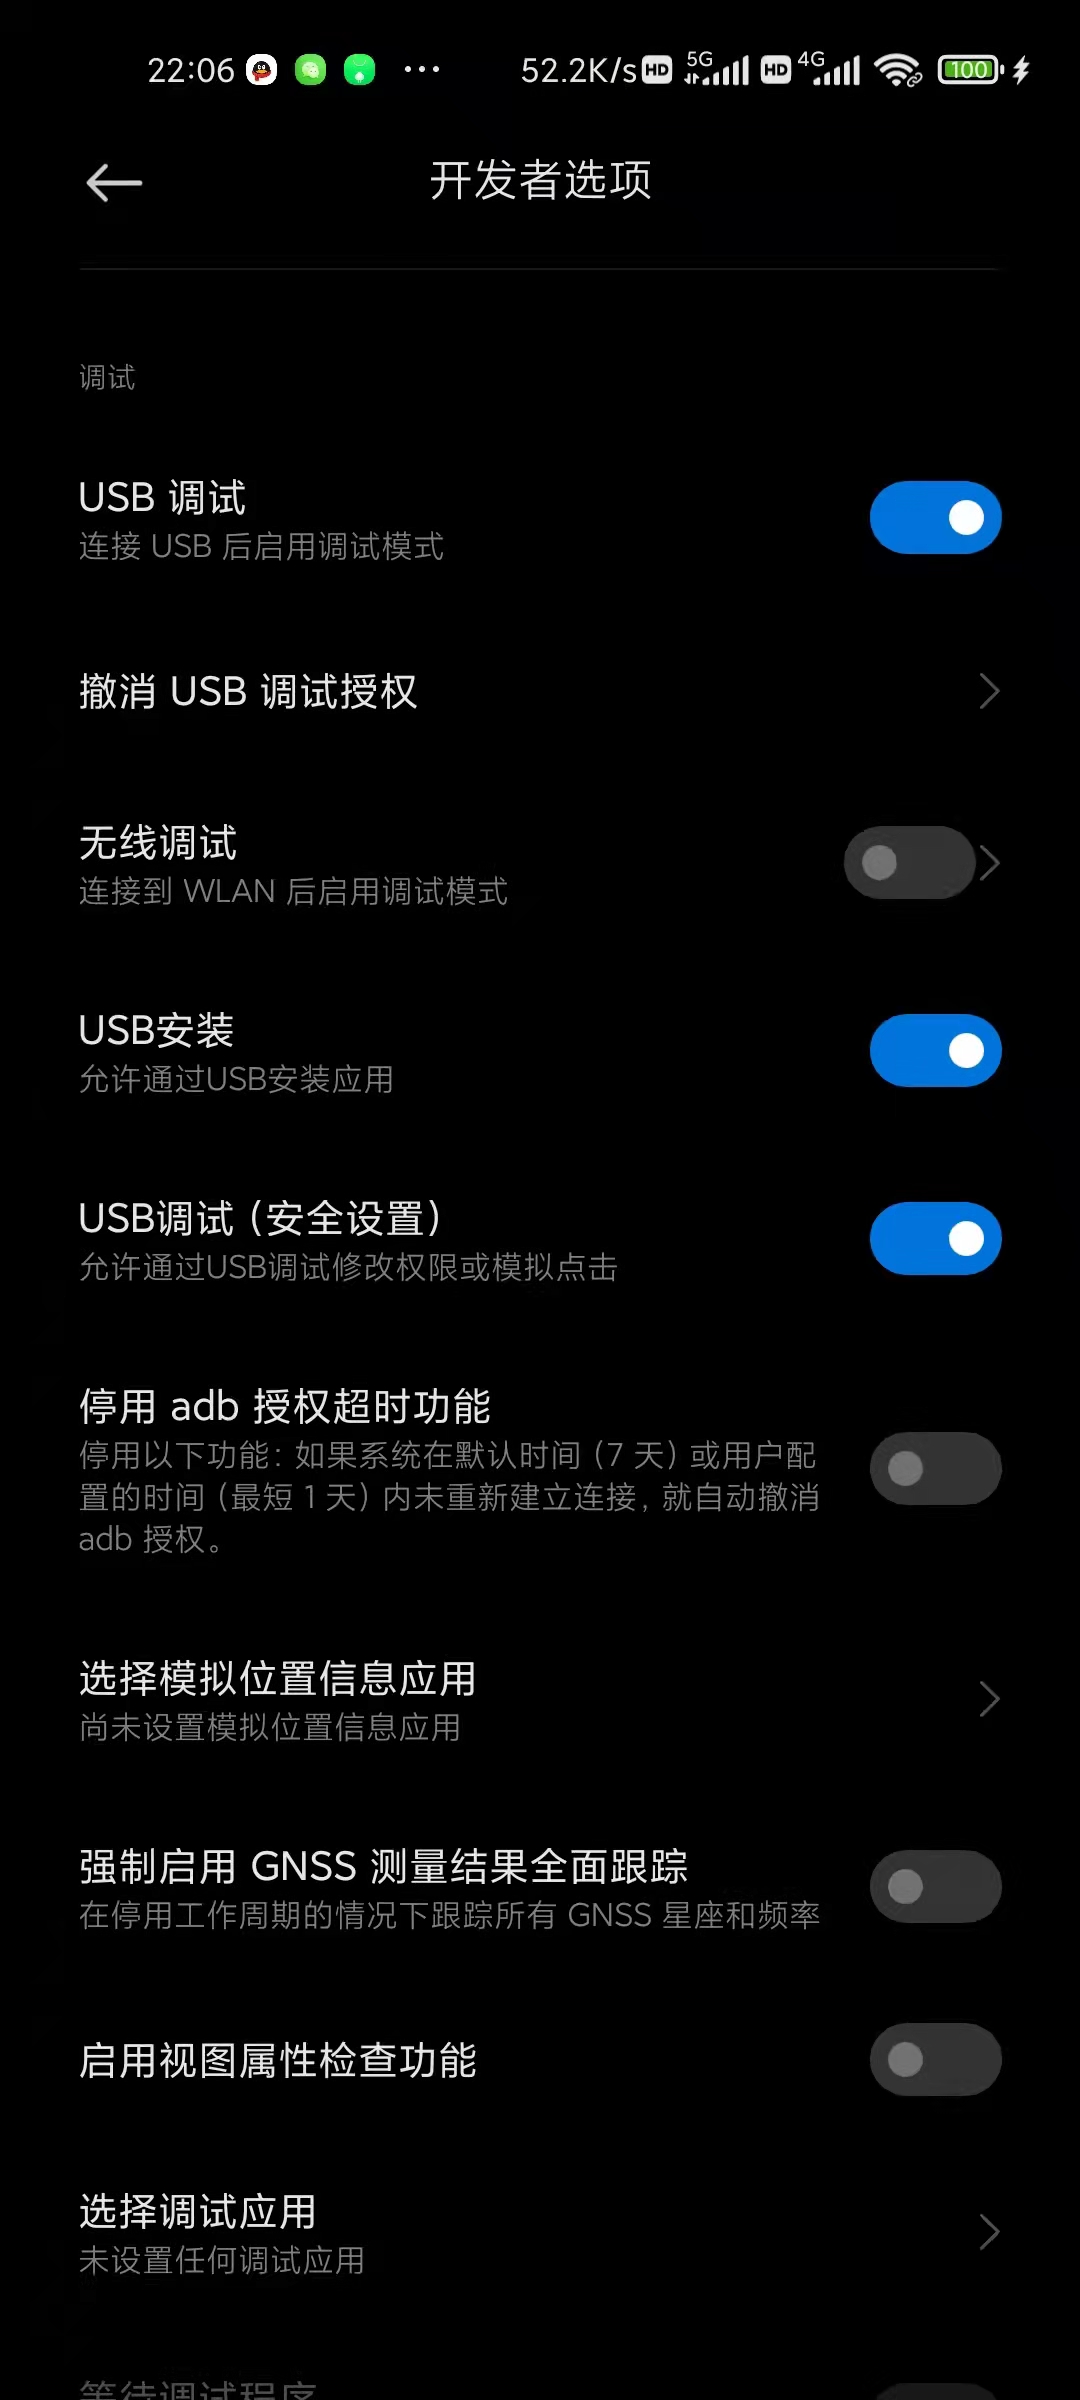 22:06 ... 52.2K/s HD 5G HD 4G 100
开发者选项
调试
USB 调试
连接 USB 后启用调试模式
撤消 USB 调试授权
无线调试
连接到 WLAN 后启用调试模式
USB安装
允许通过USB安装应用
USB调试（安全设置）
允许通过USB调试修改权限或模拟点击
停用 adb 授权超时功能
停用以下功能：如果系统在默认时间（7 天）或用户配
置的时间（最短 1 天）内未重新建立连接，就自动撤消
adb 授权。
选择模拟位置信息应用
尚未设置模拟位置信息应用
强制启用 GNSS 测量结果全面跟踪
在停用工作周期的情况下跟踪所有 GNSS 星座和频率
启用视图属性检查功能
选择调试应用
未设置任何调试应用
等待调试程序